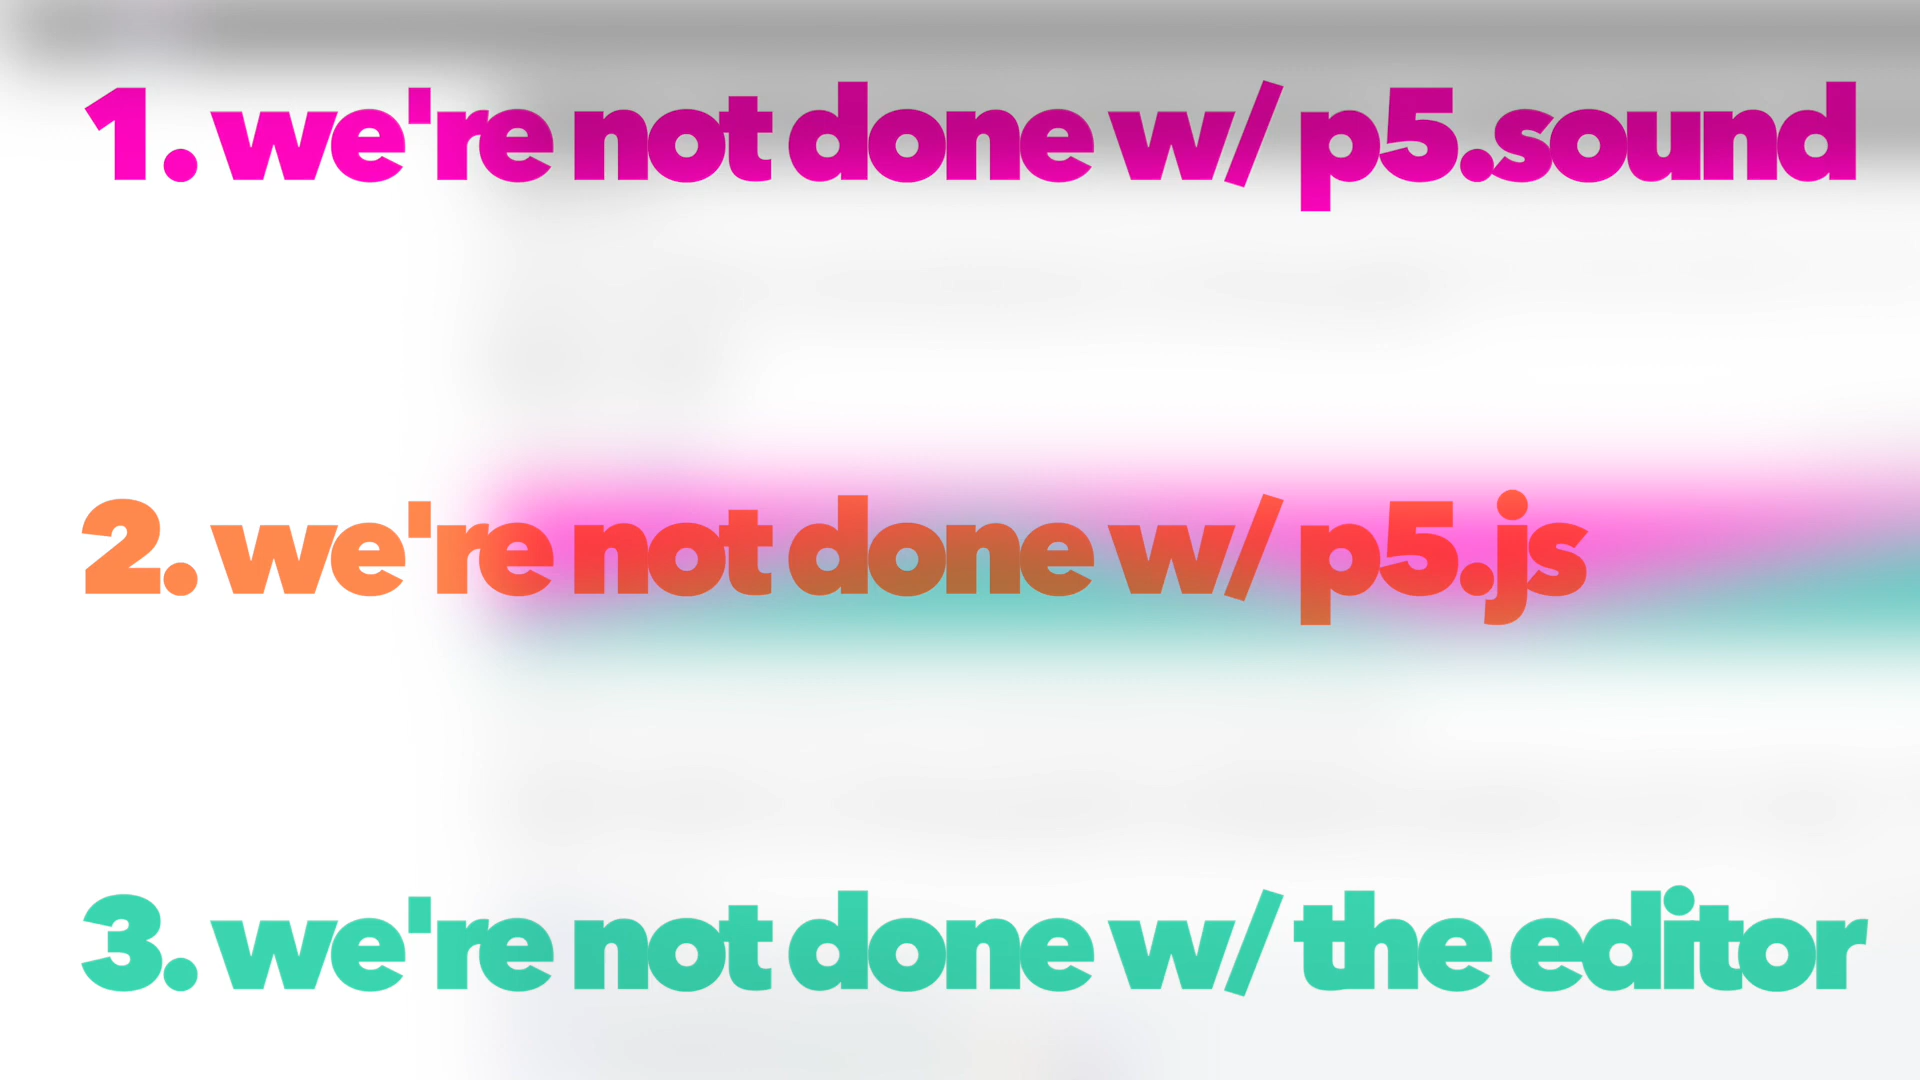 1. we're not done w/ p5.sound
2. we're not done w/ p5.js
3. we're not done w/ the editor